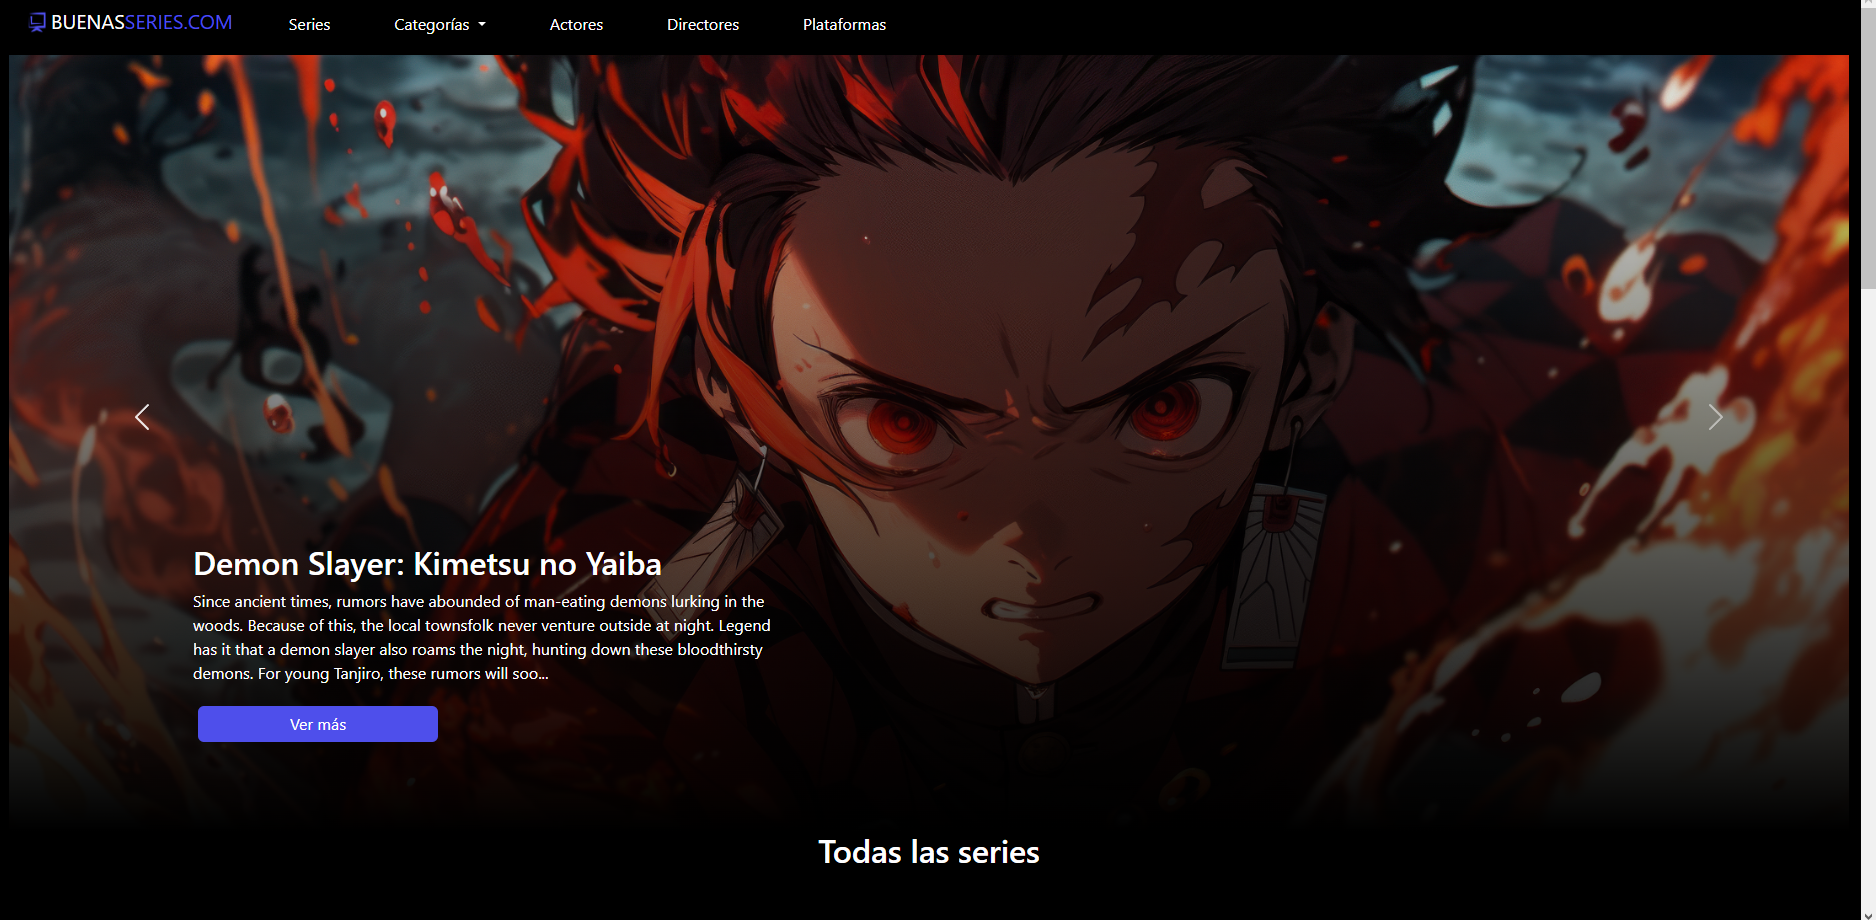 BUENASSERIES.COM
Series
Categorías
Actores
Directores
Plataformas
Demon Slayer: Kimetsu no Yaiba
Since ancient times, rumors have abounded of man-eating demons lurking in the
woods. Because of this, the local townsfolk never venture outside at night. Legend
has it that a demon slayer also roams the night, hunting down these bloodthirsty
demons. For young Tanjiro, these rumors will soo...
Ver más
Todas las series